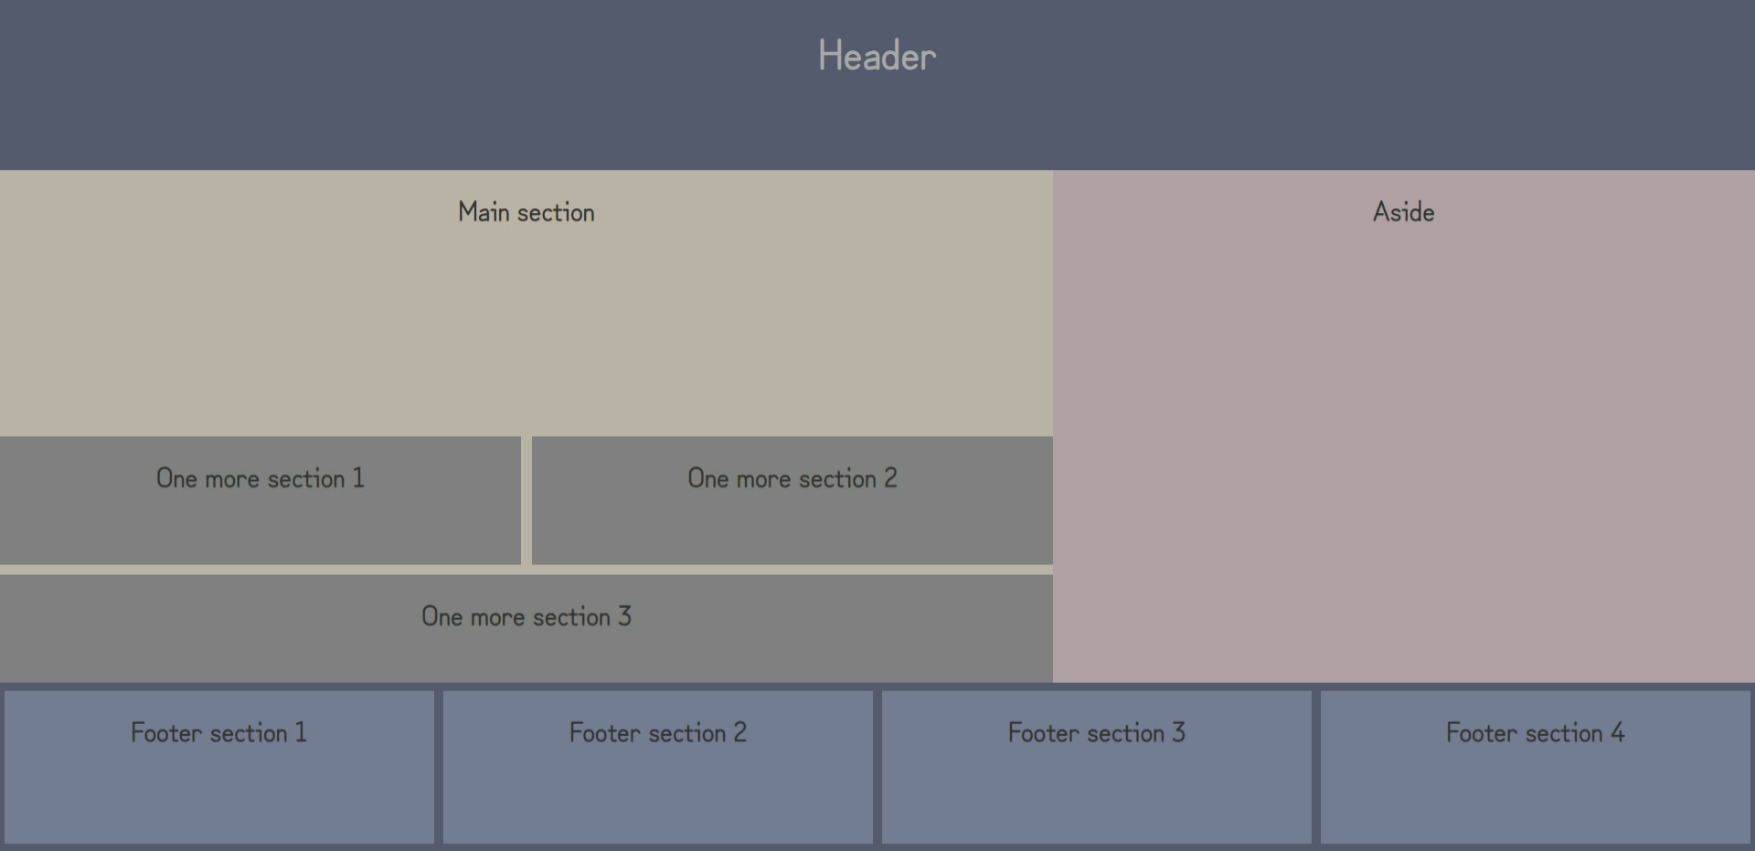 Header
Main section
Aside
One more section 1
One more section 2
One more section 3
Footer section 1
Footer section 2
Footer section 3
Footer section 4